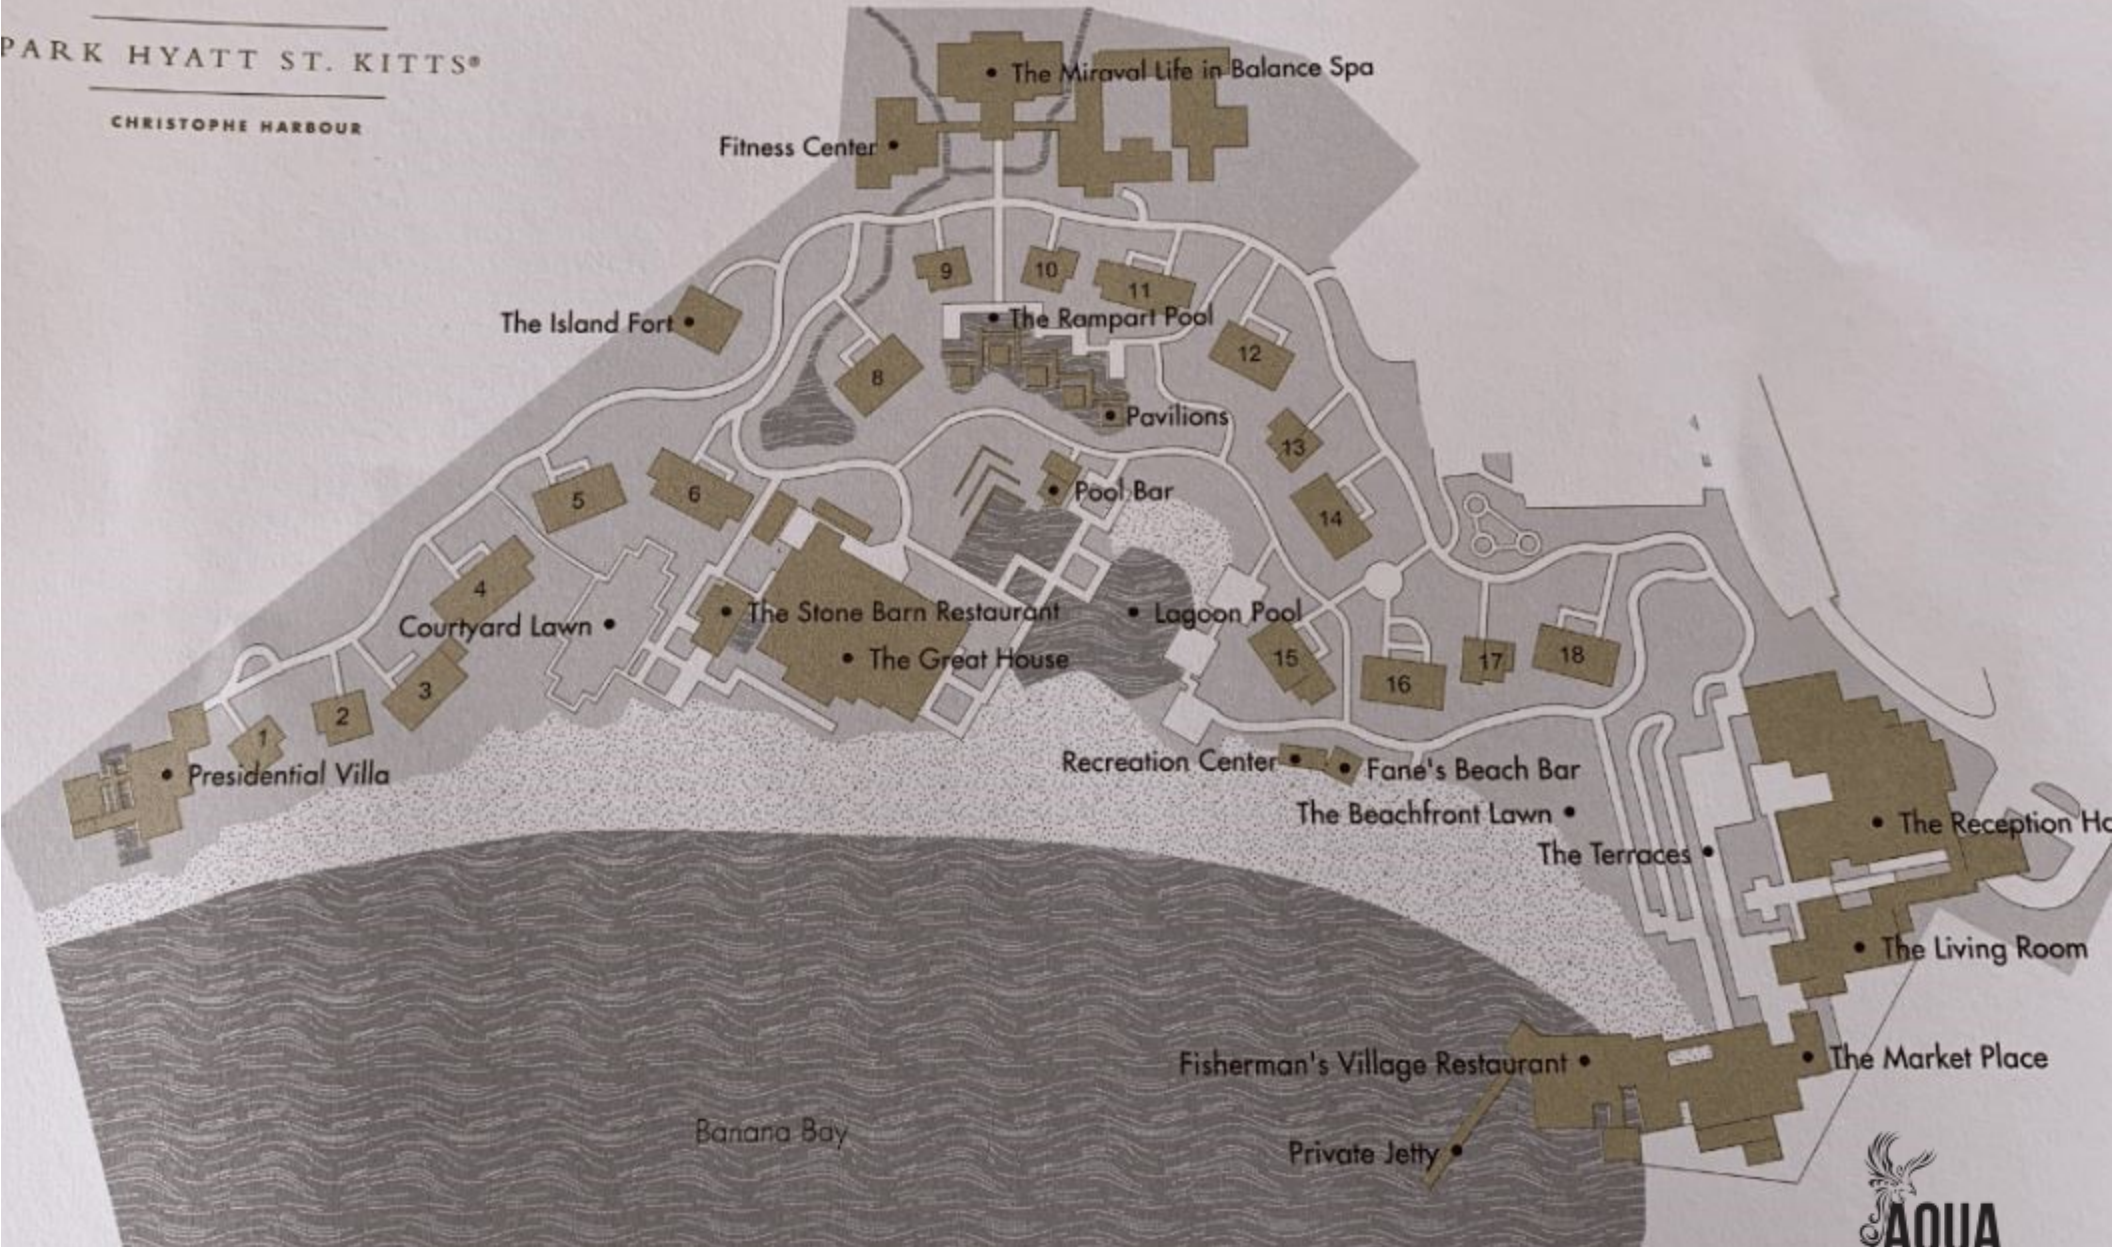 PARK HYATT ST. KITTS®
CHRISTOPHE HARBOUR
The Miraval Life in Balance Spa
Fitness Center
9
10
11
The Island Fort
The Rampart Pool
12
8
Pavilions
13
5
6
Pool Bar
14
4
Courtyard Lawn
The Stone Barn Restaurant
Lagoon Pool
The Great House
15
16
17
18
3
2
1
Presidential Villa
Recreation Center
Fane's Beach Bar
The Beachfront Lawn
The Reception Ho
The Terraces
The Living Room
Fisherman's Village Restaurant
The Market Place
Banana Bay
Private Jetty
AQUA